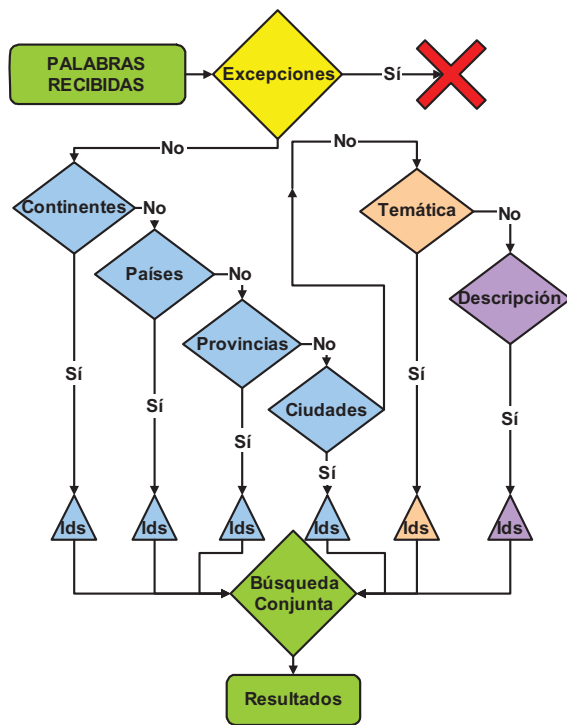 PALABRAS
RECIBIDAS
Excepciones
Sí
No
No
Continentes
No
Temática
No
Países
No
Descripción
Provincias
No
Ciudades
Sí
Sí
Sí
Sí
Sí
Sí
Ids
Ids
Ids
Ids
Ids
Ids
Búsqueda
Conjunta
Resultados